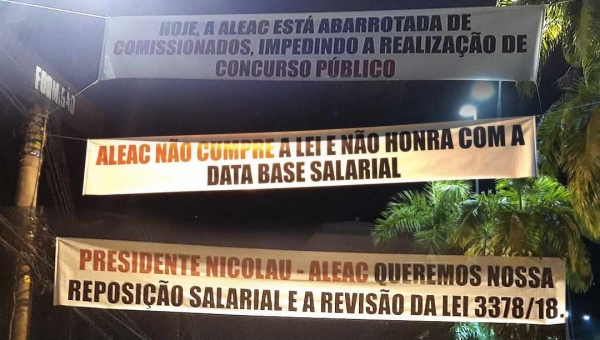 HOJE, A ALEAC ESTÁ ABARROTADA DE
COMISSIONADOS, IMPEDINDO A REALIZAÇÃO DE
CONCURSO PÚBLICO
ALEAC NÃO CUMPRE A LEI E NÃO HONRA COM A
DATA BASE SALARIAL
PRESIDENTE NICOLAU - ALEAC QUEREMOS NOSSA
REPOSIÇÃO SALARIAL E A REVISÃO DA LEI 3378/18.